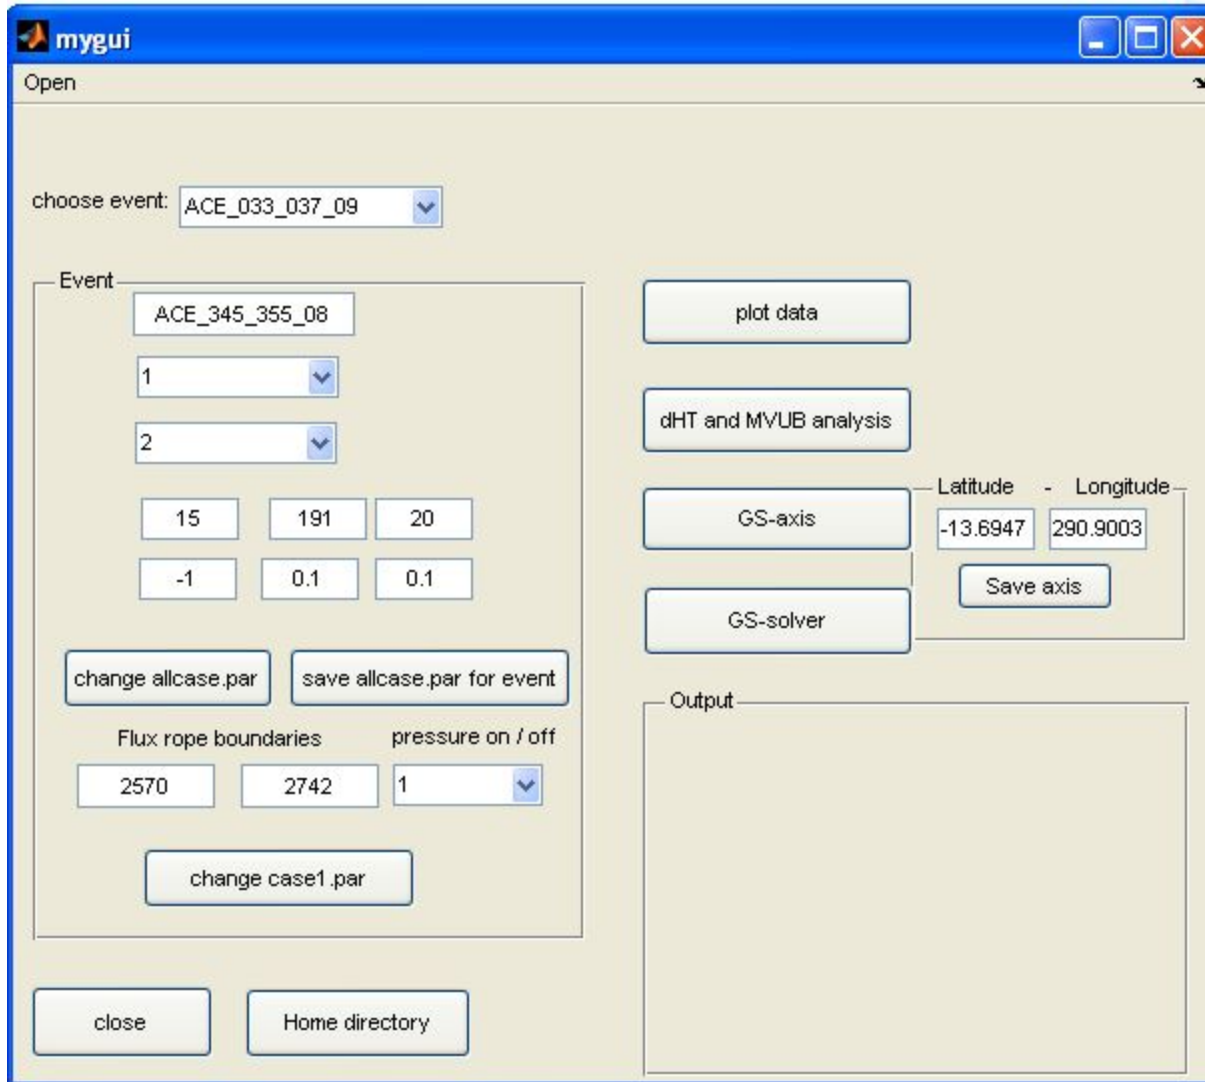 mygui
Open
choose event: ACE_033_037_09
Event
ACE_345_355_08
1
2
15 191 20
-1 0.1 0.1
change allcase.par save allcase.par for event
Flux rope boundaries pressure on / off
2570 2742 1
change case1.par
close Home directory
plot data
dHT and MVUB analysis
GS-axis
GS-solver
Latitude - Longitude
-13.6947 290.9003
Save axis
Output